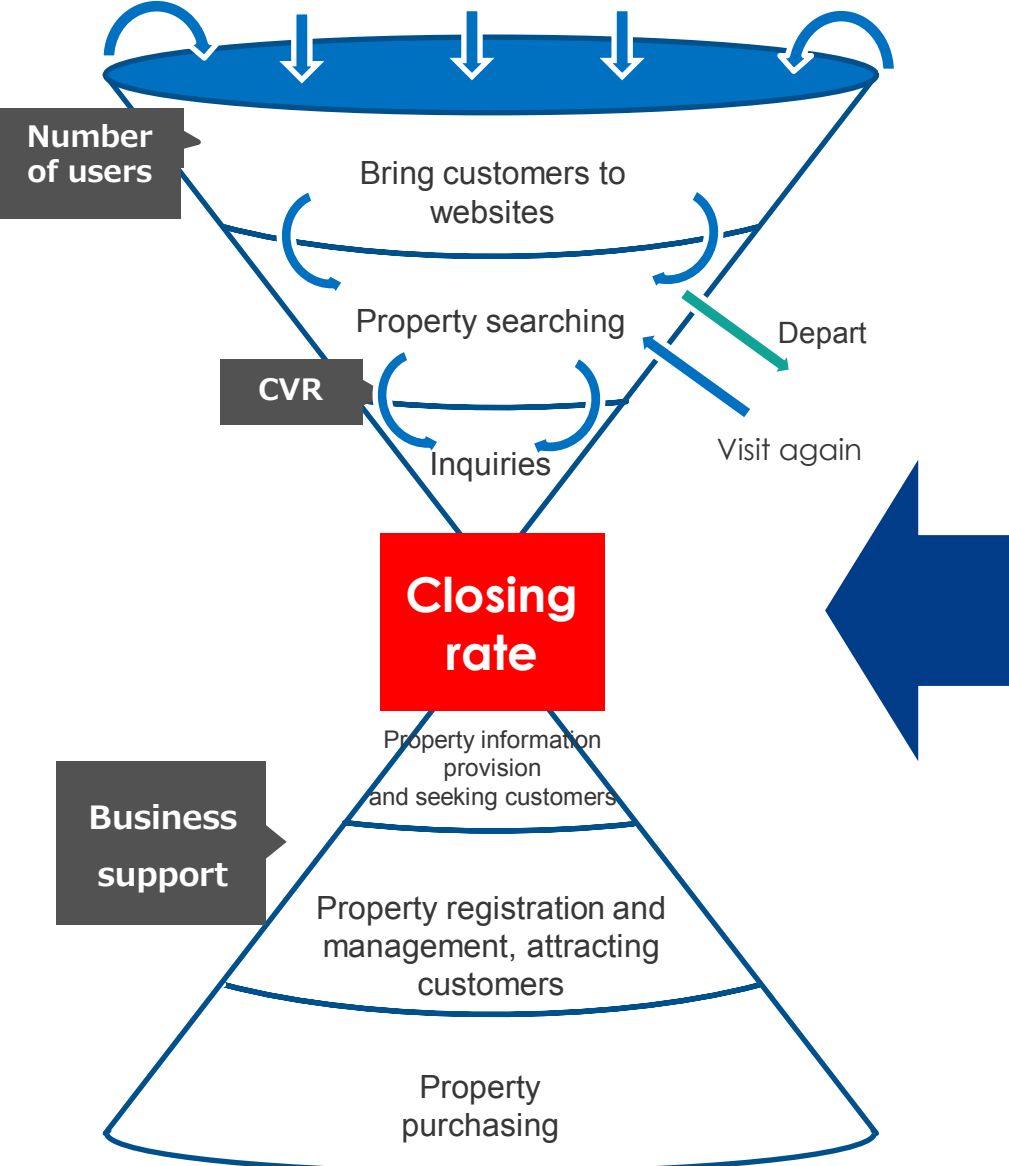 Number
of users
Bring customers to
websites
Property searching
Depart
CVR
Visit again
Inquiries
Closing
rate
Property information
provision
and seeking customers
Business
support
Property registration and
management, attracting
customers
Property
purchasing